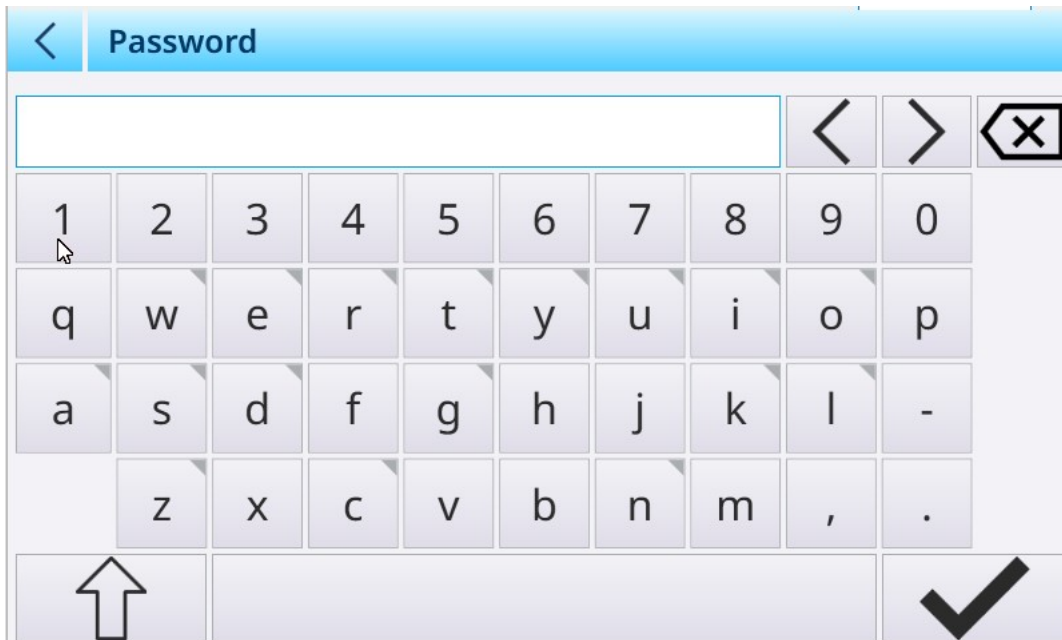 Password
1 2 3 4 5 6 7 8 9 0
q w e r t y u i o p
a s d f g h j k l -
z x c v b n m , .